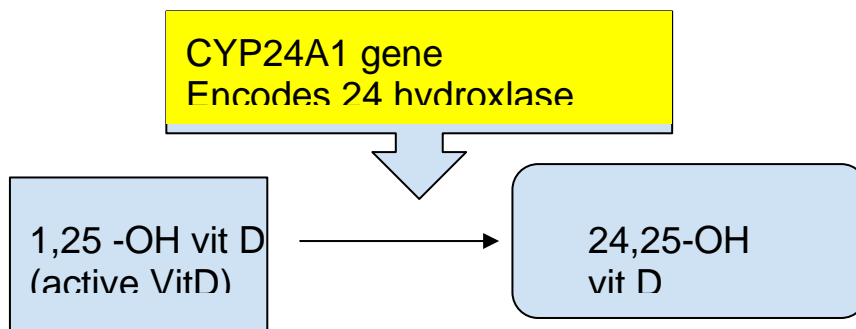 CYP24A1 gene
Encodes 24 hydroxlase
1,25 -OH vit D
(active VitD)
24,25-OH
vit D